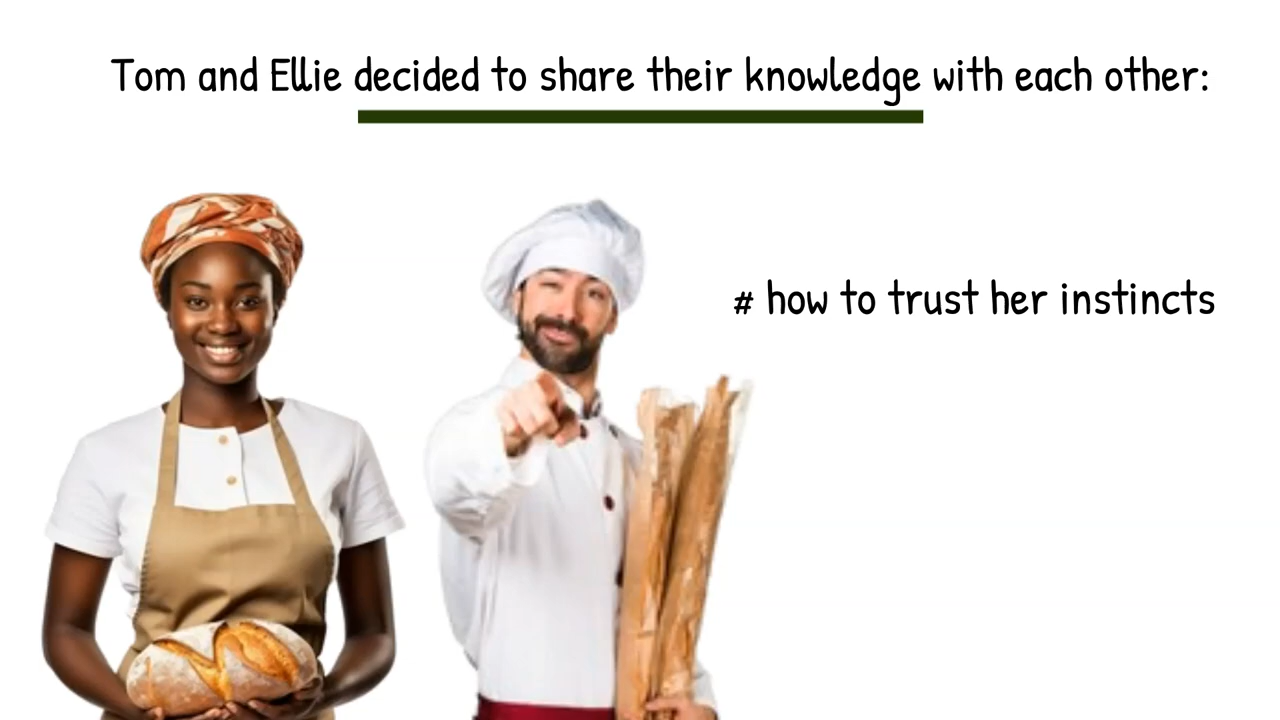 Tom and Ellie decided to share their knowledge with each other:
# how to trust her instincts